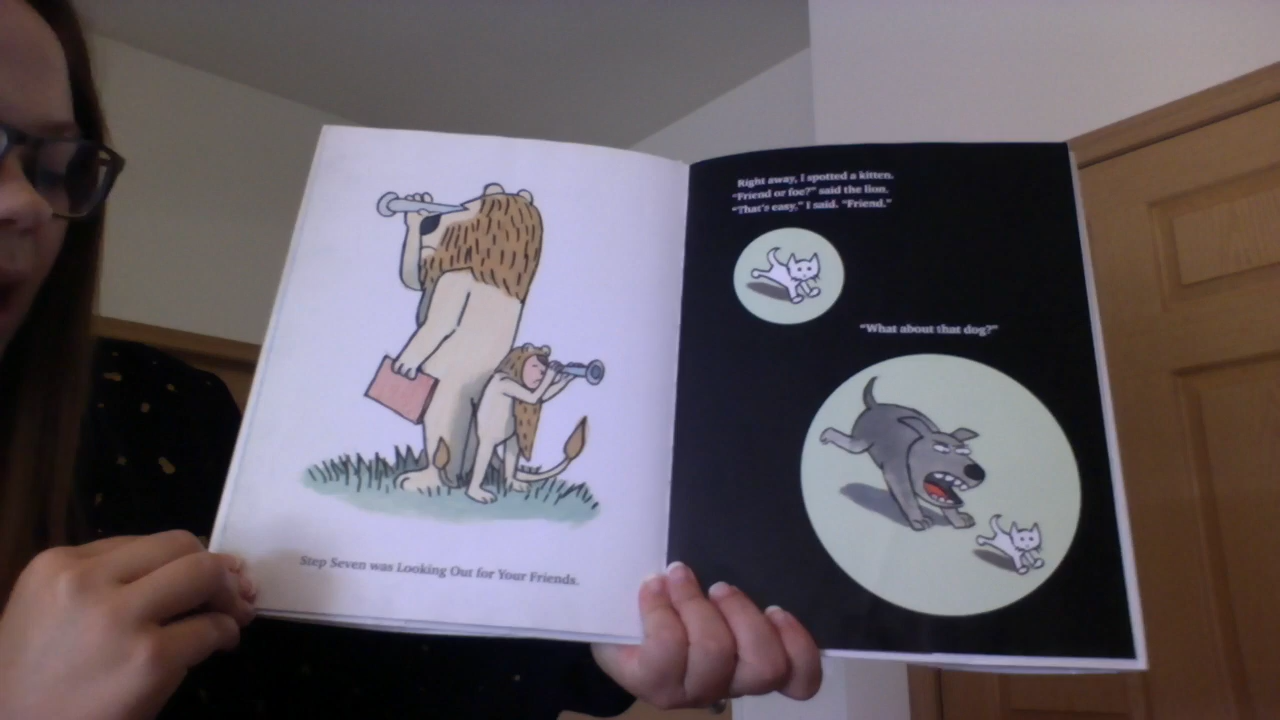 Step Seven was Looking Out for Your Friends.
Right away, I spotted a kitten.
"Friend or foe?" said the lion.
"That's easy," I said. "Friend."
"What about that dog?"